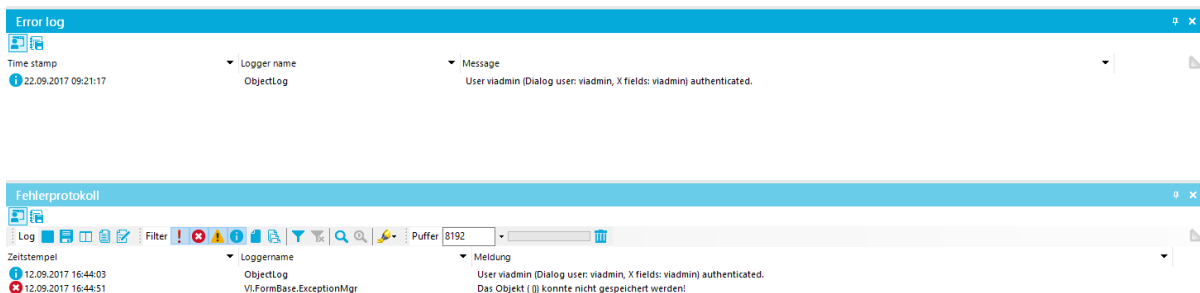 Error log
Time stamp Logger name Message
22.09.2017 09:21:17 ObjectLog User viadmin (Dialog user: viadmin, X fields: viadmin) authenticated.
Fehlerprotokoll
Log Filter Puffer 8192
Zeitstempel Loggername Meldung
12.09.2017 16:44:03 ObjectLog User viadmin (Dialog user: viadmin, X fields: viadmin) authenticated.
12.09.2017 16:44:51 VI.FormBase.ExceptionMgr Das Objekt ( {}) konnte nicht gespeichert werden!